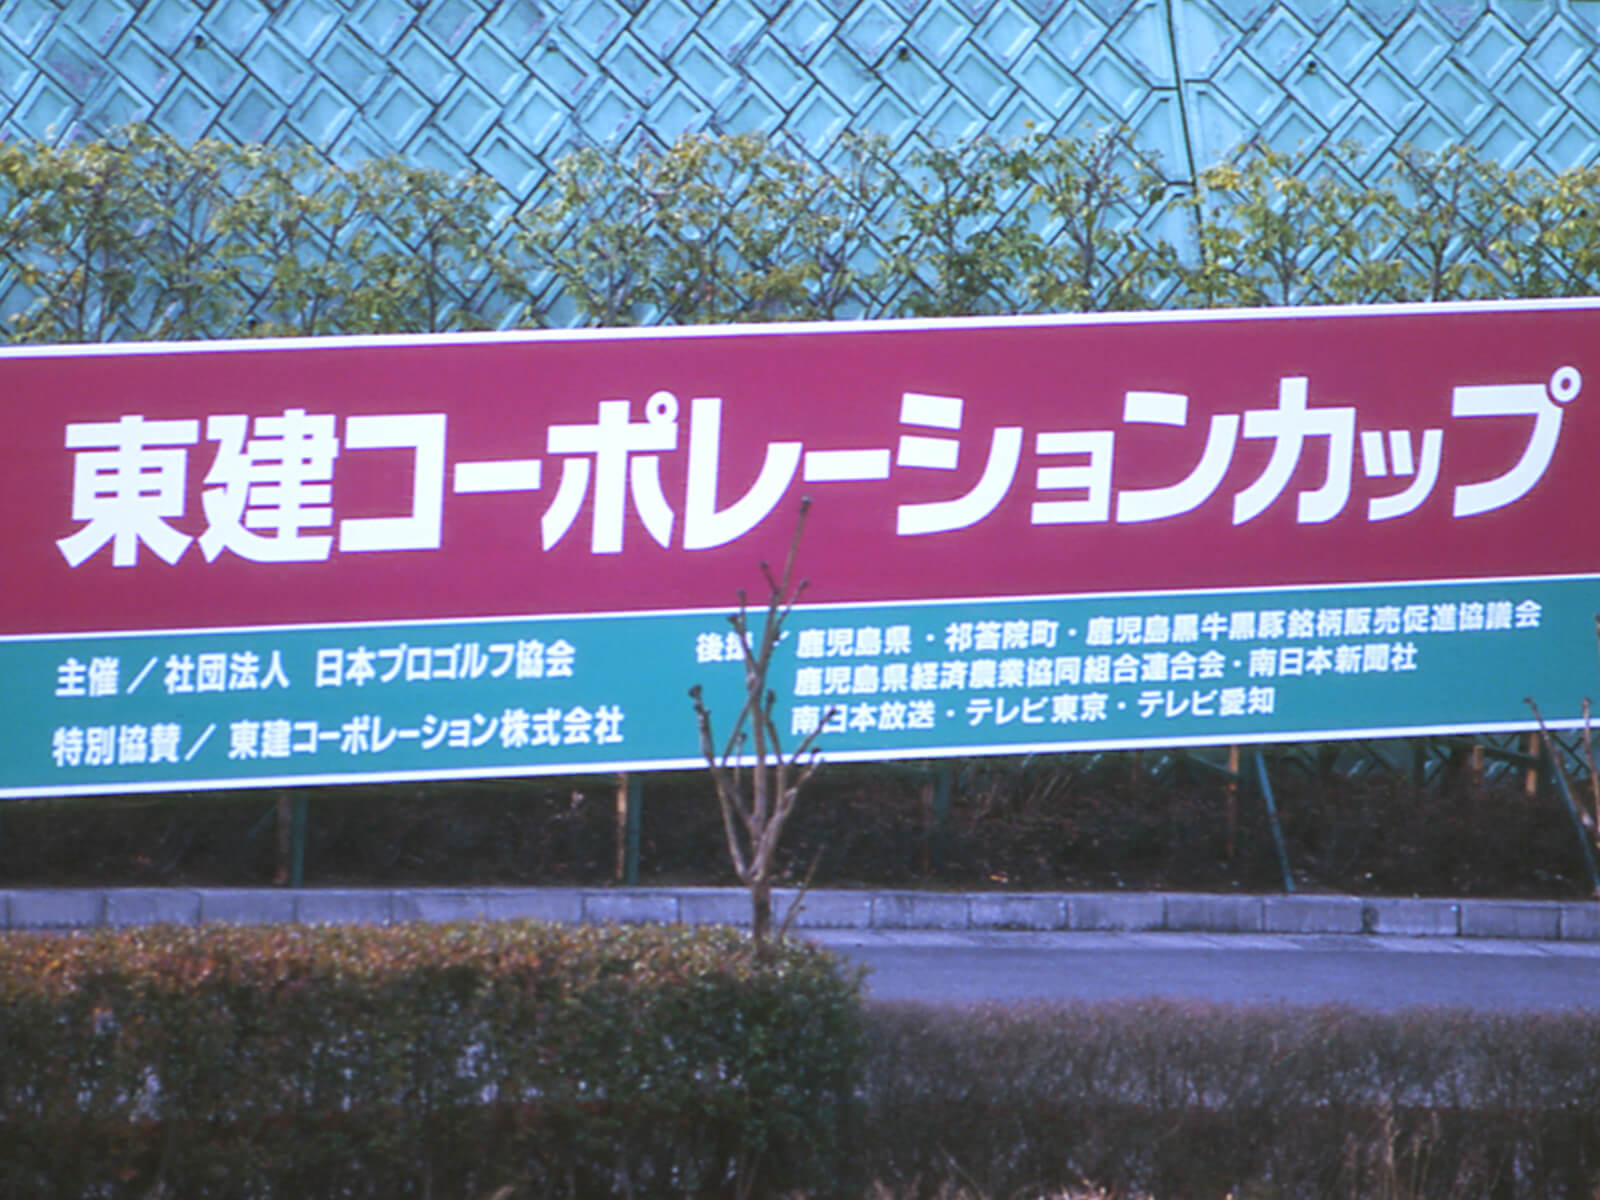 東建コーポレーションカップ
主催／社団法人 日本プロゴルフ協会
特別協賛／東建コーポレーション株式会社
後援／鹿児島県・祁答院町・鹿児島黒牛黒豚銘柄販売促進協議会
鹿児島県経済農業協同組合連合会・南日本新聞社
南日本放送・テレビ東京・テレビ愛知